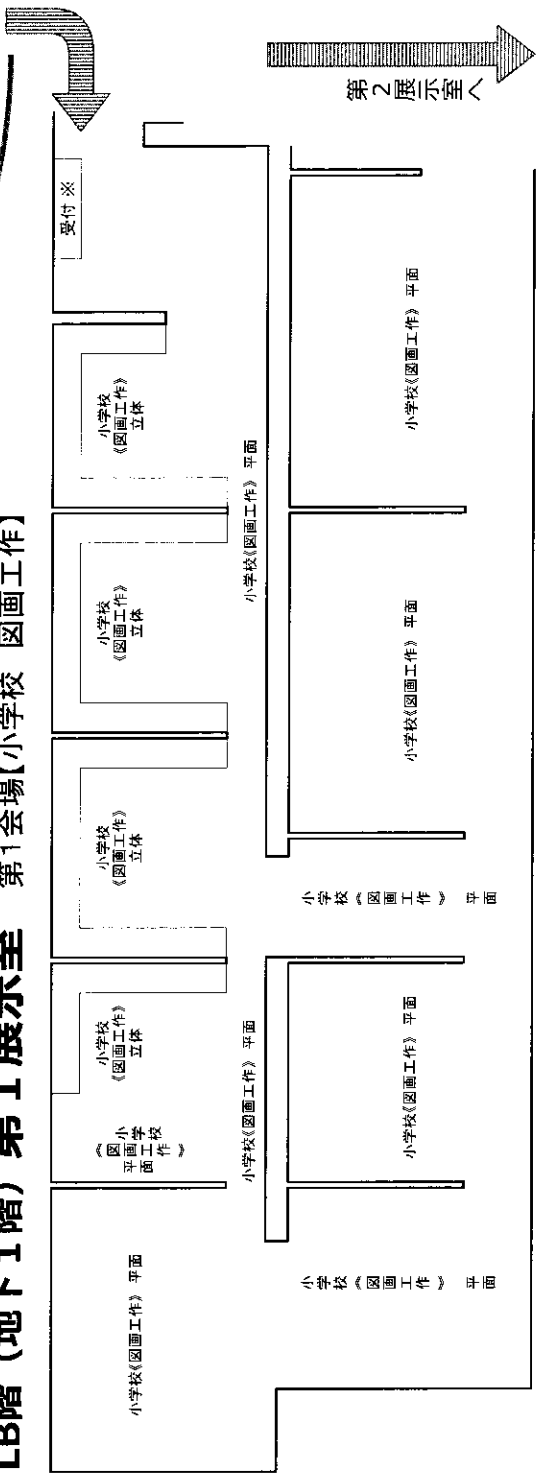 LB階（地下1階）第1展示室 第1会場【小学校 図画工作】
受付 ※
小学校《図画工作》 平面
小学校
《図画工作》
平面
小学校
《図画工作》
立体
小学校
《図画工作》
立体
小学校
《図画工作》
立体
小学校
《図画工作》
立体
小学校《図画工作》 平面
小学校《図画工作》 平面
小学校《図画工作》 平面
小学校《図画工作》 平面
小学校《図画工作》 平面
小学校《図画工作》 平面
小学校《図画工作》 平面
第2展示室へ